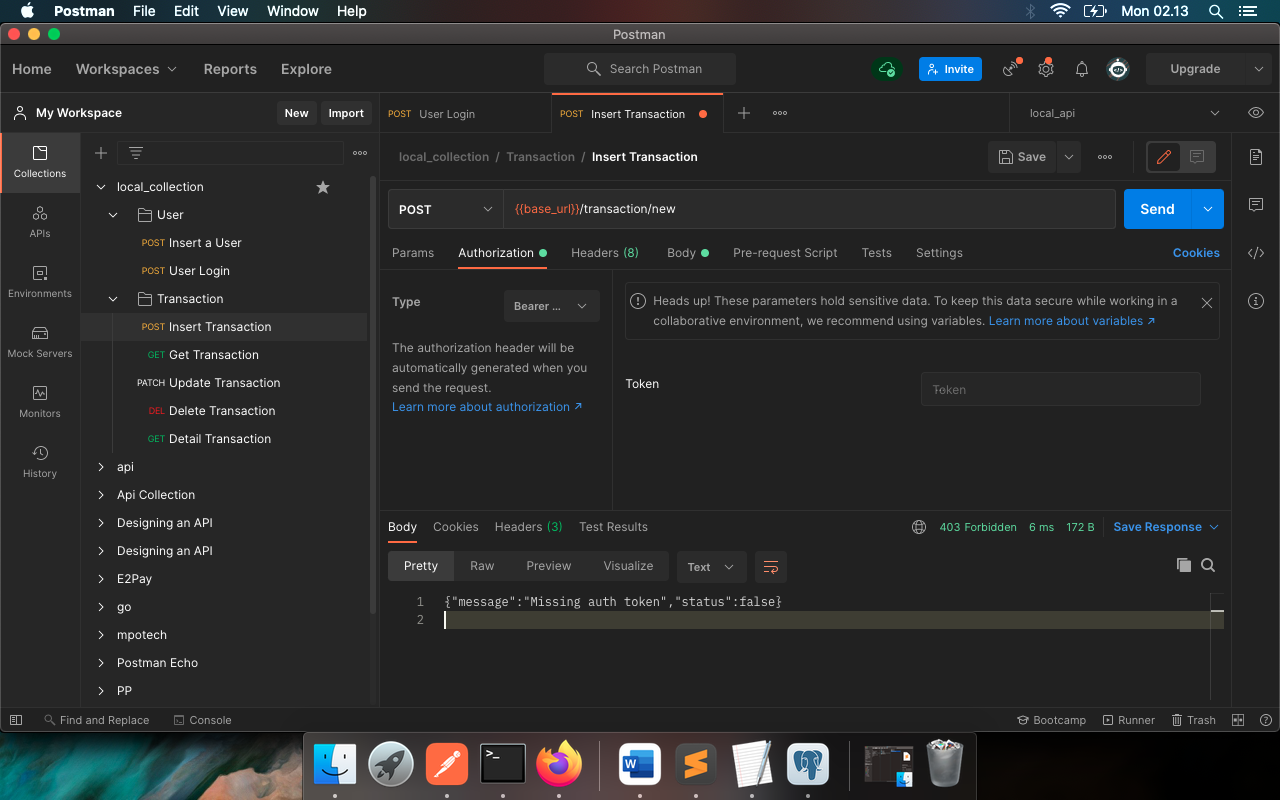 Postman File Edit View Window Help Mon 02.13
Postman
Home Workspaces Reports Explore Search Postman Invite Upgrade
My Workspace New Import
POST User Login POST Insert Transaction local_api
Collections
APIs
Environments
Mock Servers
Monitors
History
local_collection
User
POST Insert a User
POST User Login
Transaction
POST Insert Transaction
GET Get Transaction
PATCH Update Transaction
DEL Delete Transaction
GET Detail Transaction
api
Api Collection
Designing an API
Designing an API
E2Pay
go
mpotech
Postman Echo
PP
local_collection / Transaction / Insert Transaction Save
POST {{base_url}}/transaction/new Send
Params Authorization Headers (8) Body Pre-request Script Tests Settings Cookies
Type Bearer ...
The authorization header will be
automatically generated when you
send the request.
Learn more about authorization ↗
Heads up! These parameters hold sensitive data. To keep this data secure while working in a
collaborative environment, we recommend using variables. Learn more about variables ↗
Token Token
Body Cookies Headers (3) Test Results 403 Forbidden 6 ms 172 B Save Response
Pretty Raw Preview Visualize Text
1 {"message":"Missing auth token","status":false}
2
Find and Replace Console Bootcamp Runner Trash
>_ W S